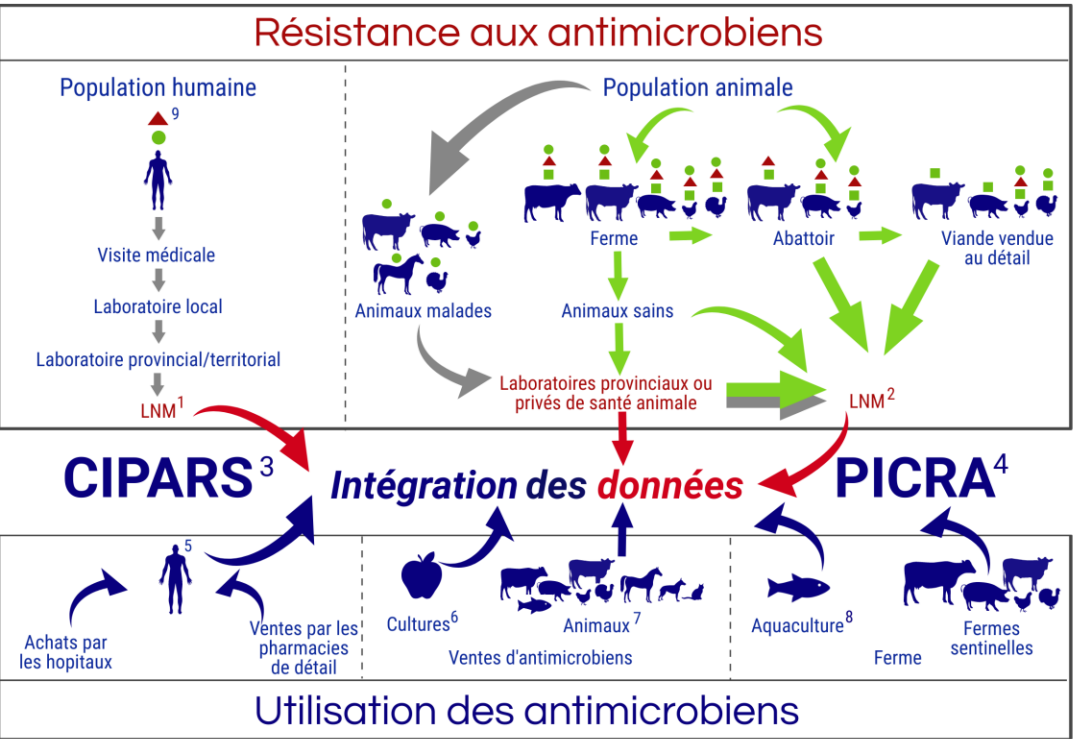 Résistance aux antimicrobiens
Population humaine
9
Visite médicale
Laboratoire local
Laboratoire provincial/territorial
LNM1
Population animale
Ferme
Abattoir
Viande vendue
au détail
Animaux malades
Animaux sains
Laboratoires provinciaux ou
privés de santé animale
LNM2
CIPARS3
Intégration des données
PICRA4
5
Achats par
les hopitaux
Ventes par les
pharmacies
de détail
Cultures6
Animaux7
Ventes d'antimicrobiens
Aquaculture8
Fermes
sentinelles
Ferme
Utilisation des antimicrobiens